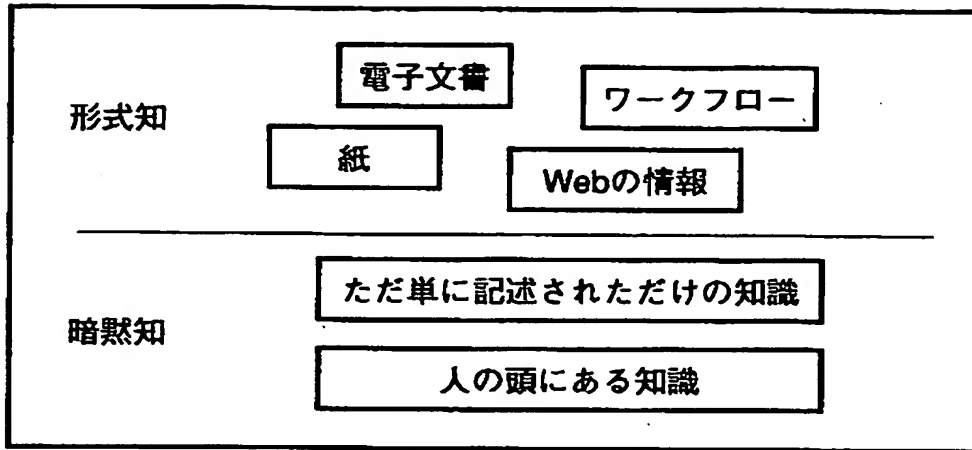 電子文書
ワークフロー
形式知
紙
Webの情報
ただ単に記述されただけの知識
暗黙知
人の頭にある知識